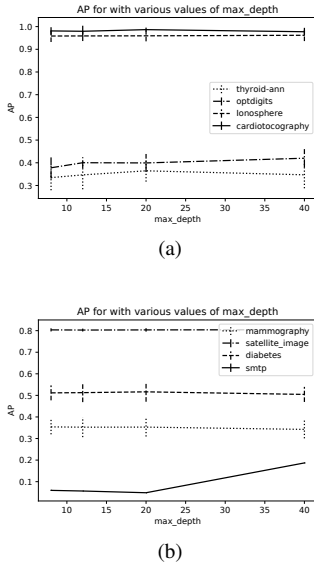 AP for with various values of max_depth
1.0
0.9
0.8
0.7
0.6
0.5
0.4
0.3
AP
thyroid-ann
optdigits
Ionosphere
cardiotocography
10 15 20 25 30 35 40
max_depth
(a)
AP for with various values of max_depth
0.8
0.7
0.6
0.5
0.4
0.3
0.2
0.1
AP
mammography
satellite_image
diabetes
smtp
10 15 20 25 30 35 40
max_depth
(b)